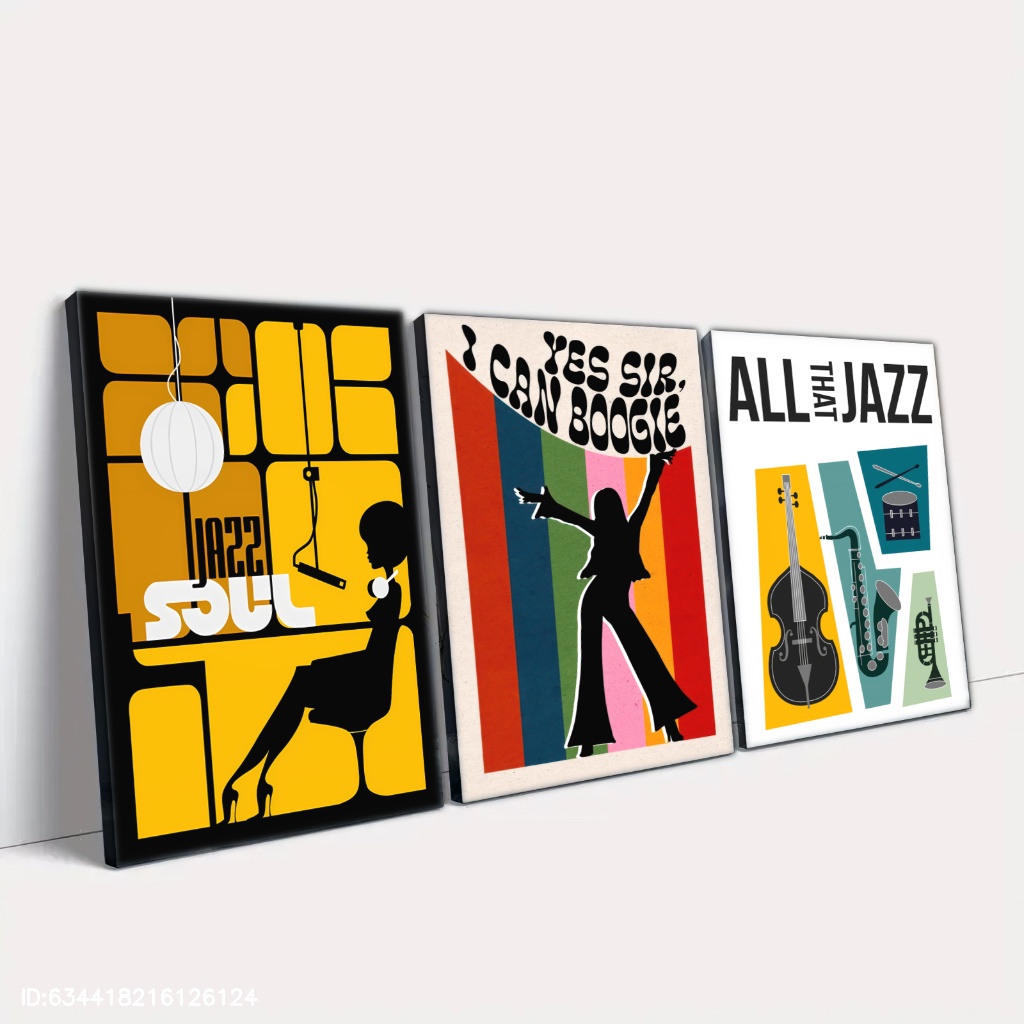 JAZZ
SOUL
YES SIR,
I CAN BOOGIE
ALL THAT JAZZ
ID:634418216126124